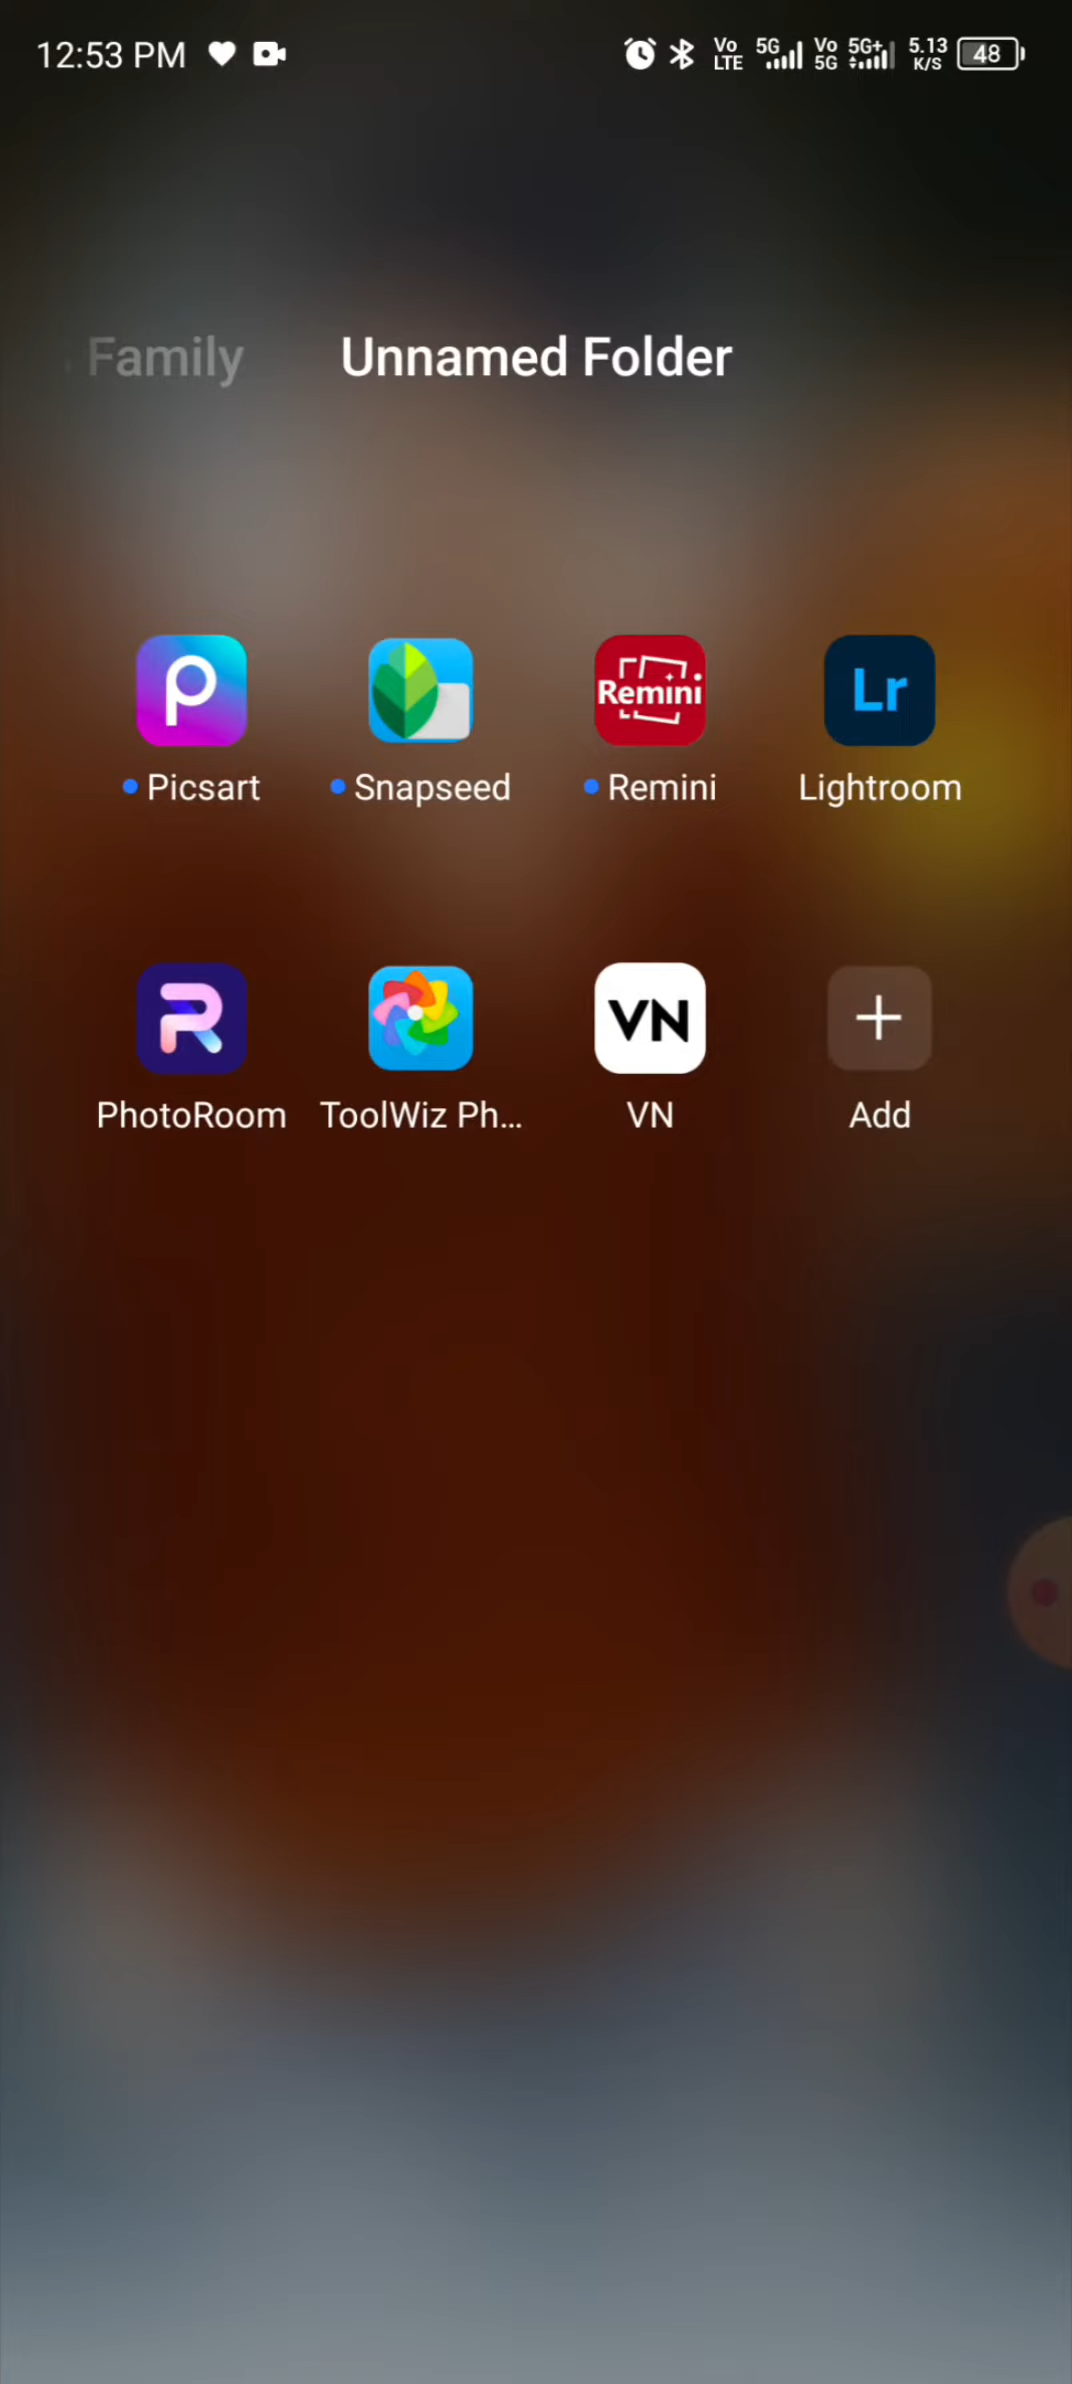 12:53 PM Vo LTE 5G Vo 5G 5G+ 5.13 K/S 48
Family Unnamed Folder
Remini Lr
Picsart Snapseed Remini Lightroom
VN
PhotoRoom ToolWiz Ph... VN Add